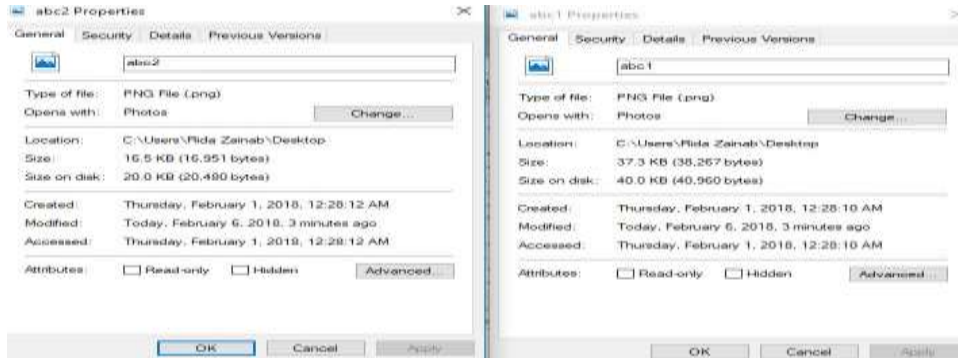 abc2 Properties
General Security Details Previous Versions
abc2
Type of file: PNG File (.png)
Opens with: Photos Change...
Location: C:\Users\Rida Zainab\Desktop
Size: 16.5 KB (16,951 bytes)
Size on disk: 20.0 KB (20,480 bytes)
Created: Thursday, February 1, 2018, 12:28:12 AM
Modified: Today, February 6, 2018, 3 minutes ago
Accessed: Thursday, February 1, 2018, 12:28:12 AM
Attributes: Read-only Hidden Advanced...
OK Cancel Apply
abc1 Properties
General Security Details Previous Versions
abc1
Type of file: PNG File (.png)
Opens with: Photos Change...
Location: C:\Users\Rida Zainab\Desktop
Size: 37.3 KB (38,267 bytes)
Size on disk: 40.0 KB (40,960 bytes)
Created: Thursday, February 1, 2018, 12:28:10 AM
Modified: Today, February 6, 2018, 3 minutes ago
Accessed: Thursday, February 1, 2018, 12:28:10 AM
Attributes: Read-only Hidden Advanced...
OK Cancel Apply